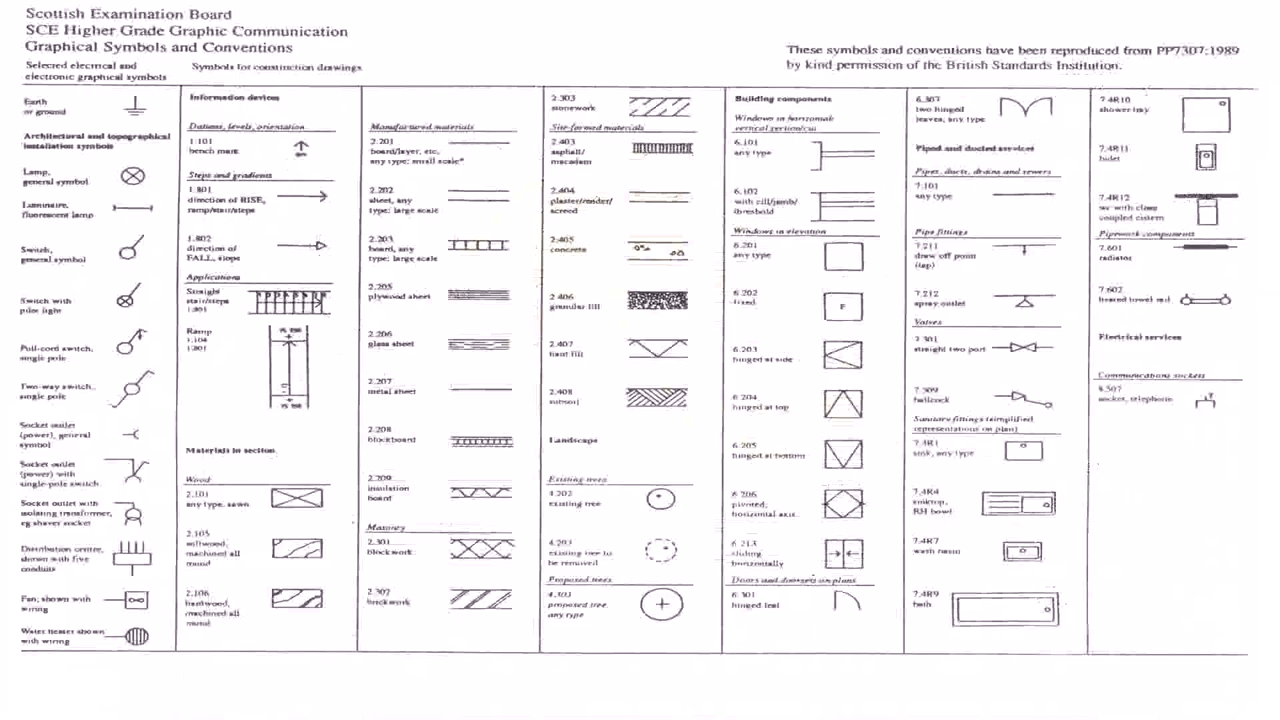 Scottish Examination Board
SCE Higher Grade Graphic Communication
Graphical Symbols and Conventions
These symbols and conventions have been reproduced from PP7307:1989
by kind permission of the British Standards Institution.
Selected electrical and
electronic graphical symbols
Earth
or ground
Architectural and topographical
installation symbols
Lamp,
general symbol
Luminaire,
fluorescent lamp
Switch,
general symbol
Switch with
pilot light
Pull-cord switch,
single pole
Two-way switch,
single pole
Socket outlet
(power), general
symbol
Socket outlet
(power) with
single-pole switch
Socket outlet with
isolating transformer,
eg shaver socket
Distribution centre,
shown with five
conduits
Fan, shown with
wiring
Water heater shown
with wiring
Symbols for construction drawings
Information devices
Datums, levels, orientation
1.101
bench mark
Steps and gradients
1.801
direction of RISE,
ramp/stair/steps
1.802
direction of
FALL, slope
Applications
Straight
stair/steps
1.801
Ramp
1.104
1.801
Materials in section
Wood
2.101
any type, sawn
2.105
softwood,
machined all
round
2.106
hardwood,
machined all
round
Manufactured materials
2.201
board/layer, etc,
any type: small scale*
2.202
sheet, any
type: large scale
2.203
board, any
type: large scale
2.205
plywood sheet
2.206
glass sheet
2.207
metal sheet
2.208
blockboard
2.209
insulation
board
Masonry
2.301
blockwork
2.302
brickwork
2.303
stonework
Site-formed materials
2.403
asphalt/
macadam
2.404
plaster/render/
screed
2.405
concrete
2.406
granular fill
2.407
hard fill
2.408
subsoil
Landscape
Existing trees
4.202
existing tree
4.203
existing tree to
be removed
Proposed trees
4.303
proposed tree,
any type
Building components
Windows in horizontal/
vertical section/cut
6.101
any type
6.102
with cill/jamb/
threshold
Windows in elevation
6.201
any type
6.202
fixed
F
6.203
hinged at side
6.204
hinged at top
6.205
hinged at bottom
6.206
pivoted,
horizontal axis
6.213
sliding
horizontally
Doors and doorsets on plans
6.301
hinged leaf
6.307
two hinged
leaves, any type
Piped and ducted services
Pipes, ducts, drains and sewers
7.101
any type
Pipe fittings
7.211
draw off point
(tap)
7.212
spray outlet
Valves
7.301
straight two port
7.309
ballcock
Sanitary fittings (simplified
representations on plan)
7.4R1
sink, any type
7.4R4
sinktop,
RH bowl
7.4R7
wash basin
7.4R9
bath
7.4R10
shower tray
7.4R11
bidet
7.4R12
wc with close
coupled cistern
Pipework components
7.601
radiator
7.602
heated towel rail
Electrical services
Communications sockets
8.507
socket, telephone